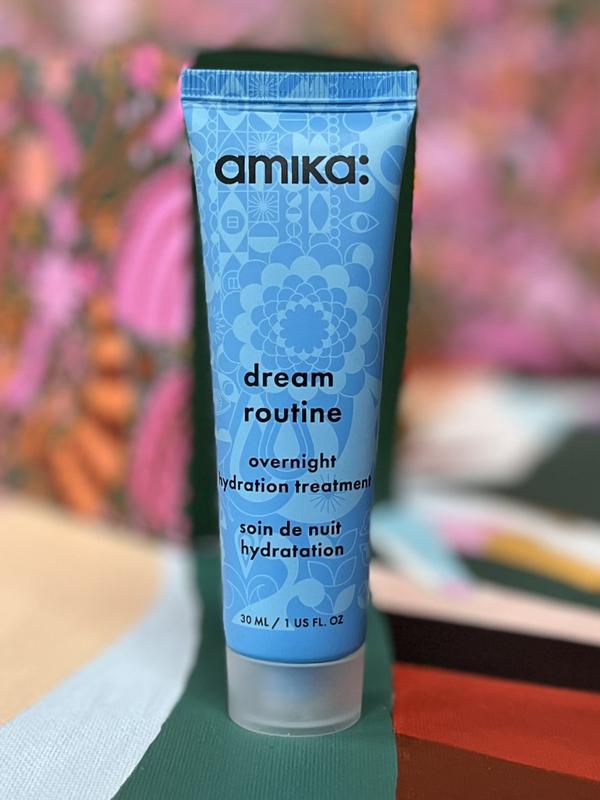 amika:
dream
routine
overnight
hydration treatment
soin de nuit
hydratation
30 ML / 1 US FL. OZ